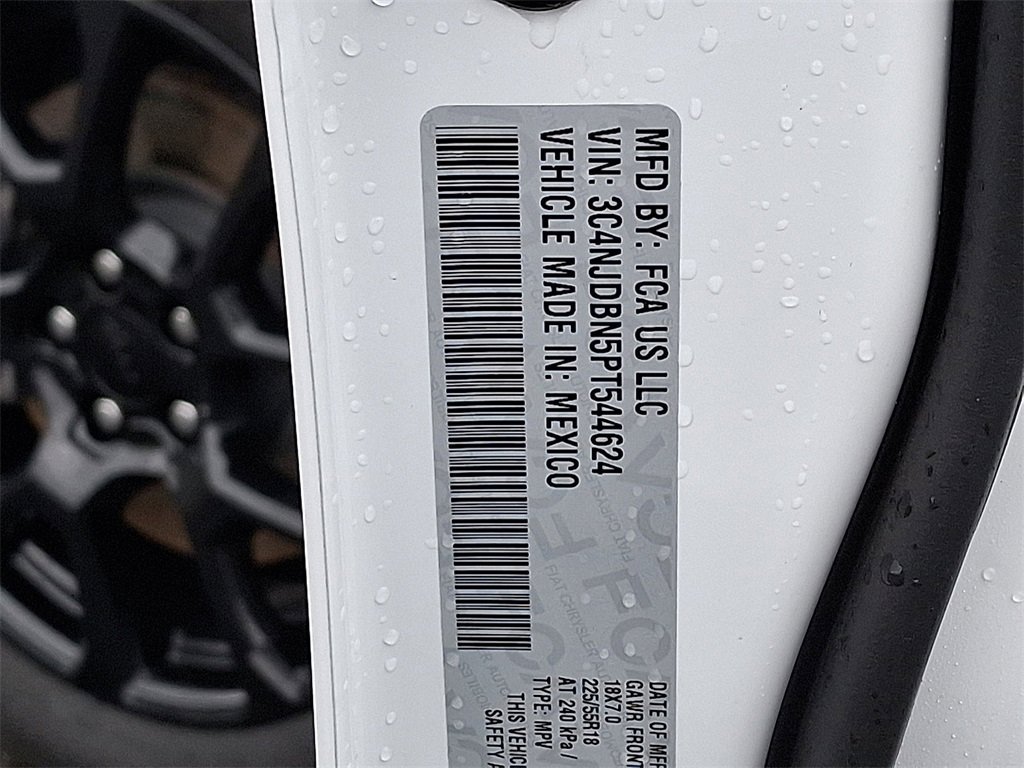 MFD BY: FCA US LLC
VIN: 3C4NJDBN5PT544624
VEHICLE MADE IN: MEXICO
DATE OF MFR
GAWR FRONT
18X7.0
225/55R18
AT 240 kPa /
TYPE: MPV
THIS VEHIC
SAFETY A